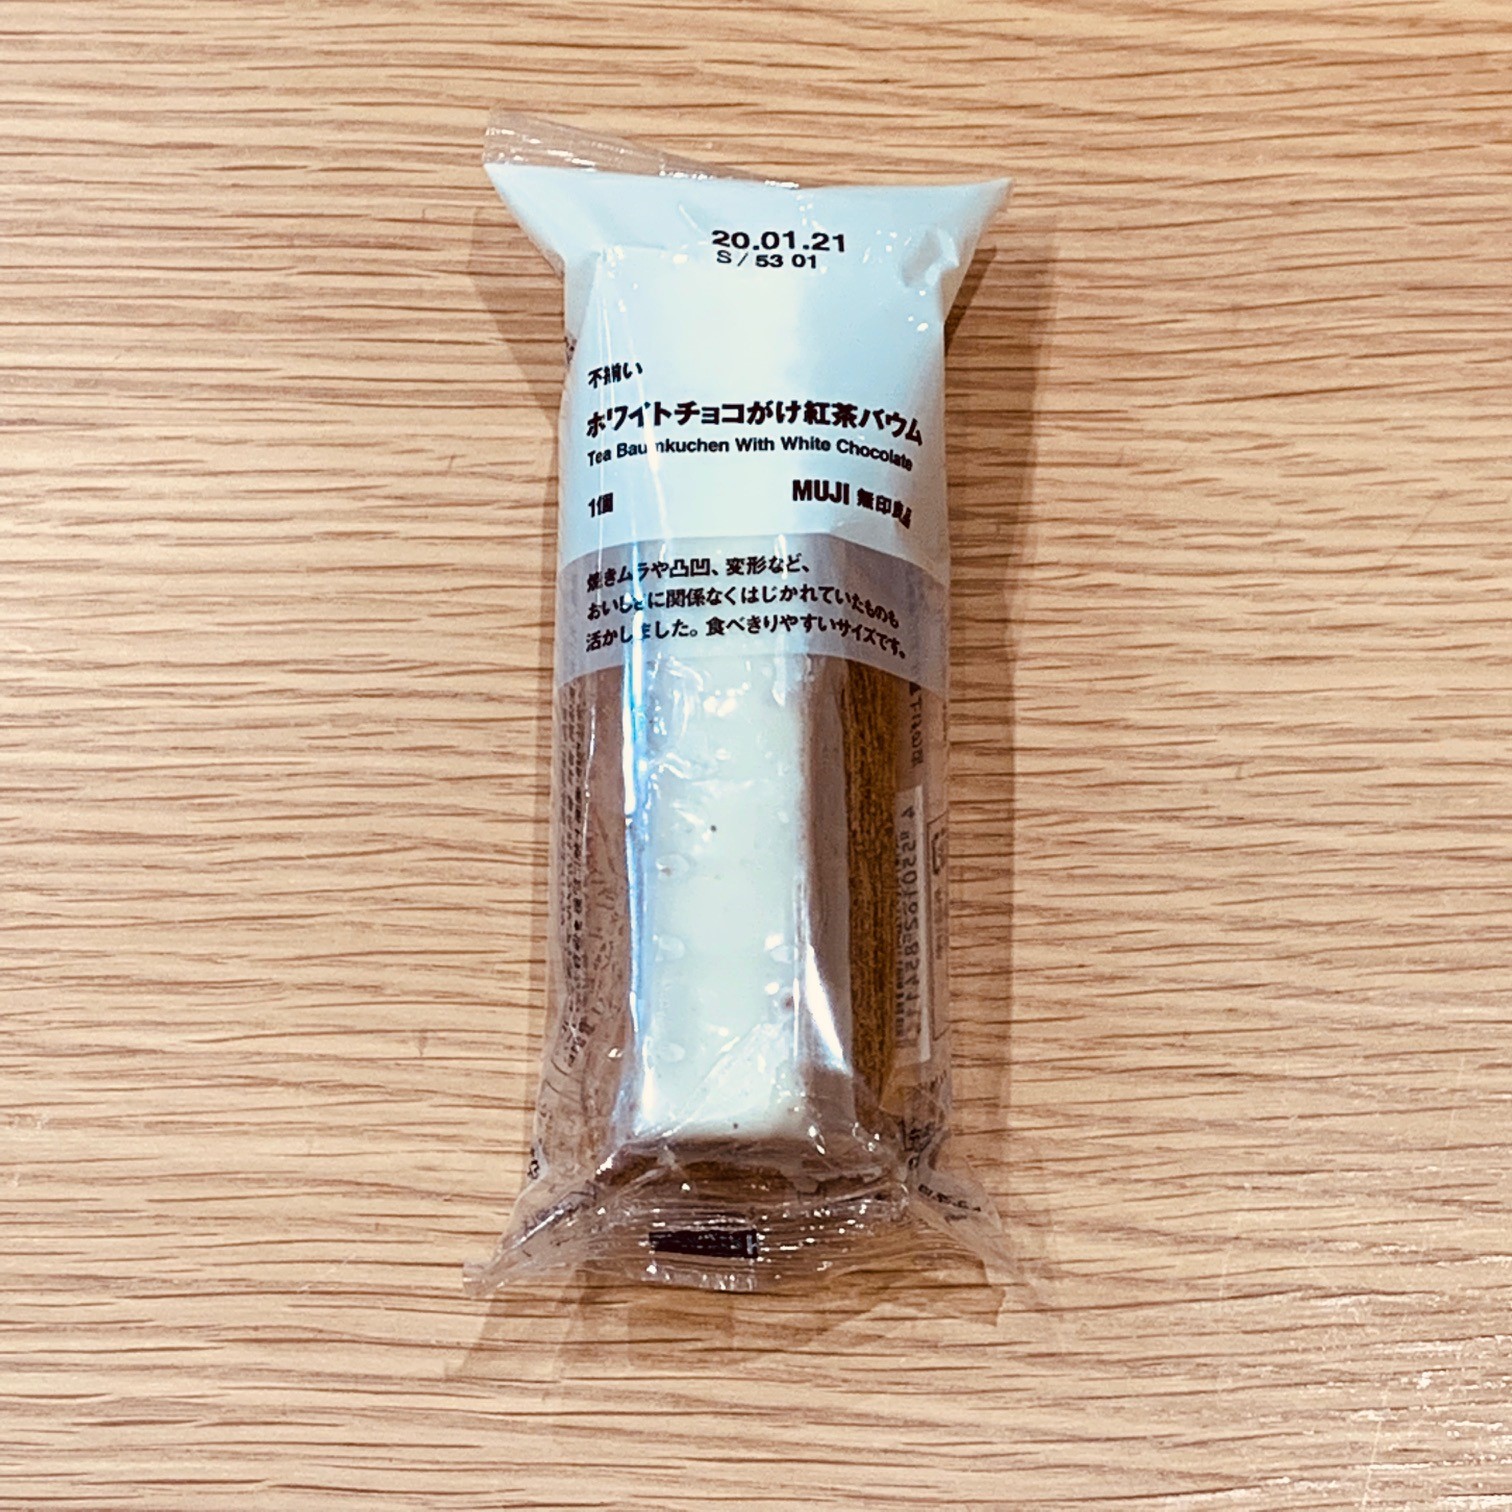 20.01.21
S/ 53 01
不揃い
ホワイトチョコがけ紅茶バウム
Tea Baumkuchen With White Chocolate
1個
MUJI 無印良品
焼きムラや凸凹、変形など、
おいしさに関係なくはじかれていたものも
活かしました。食べきりやすいサイズです。